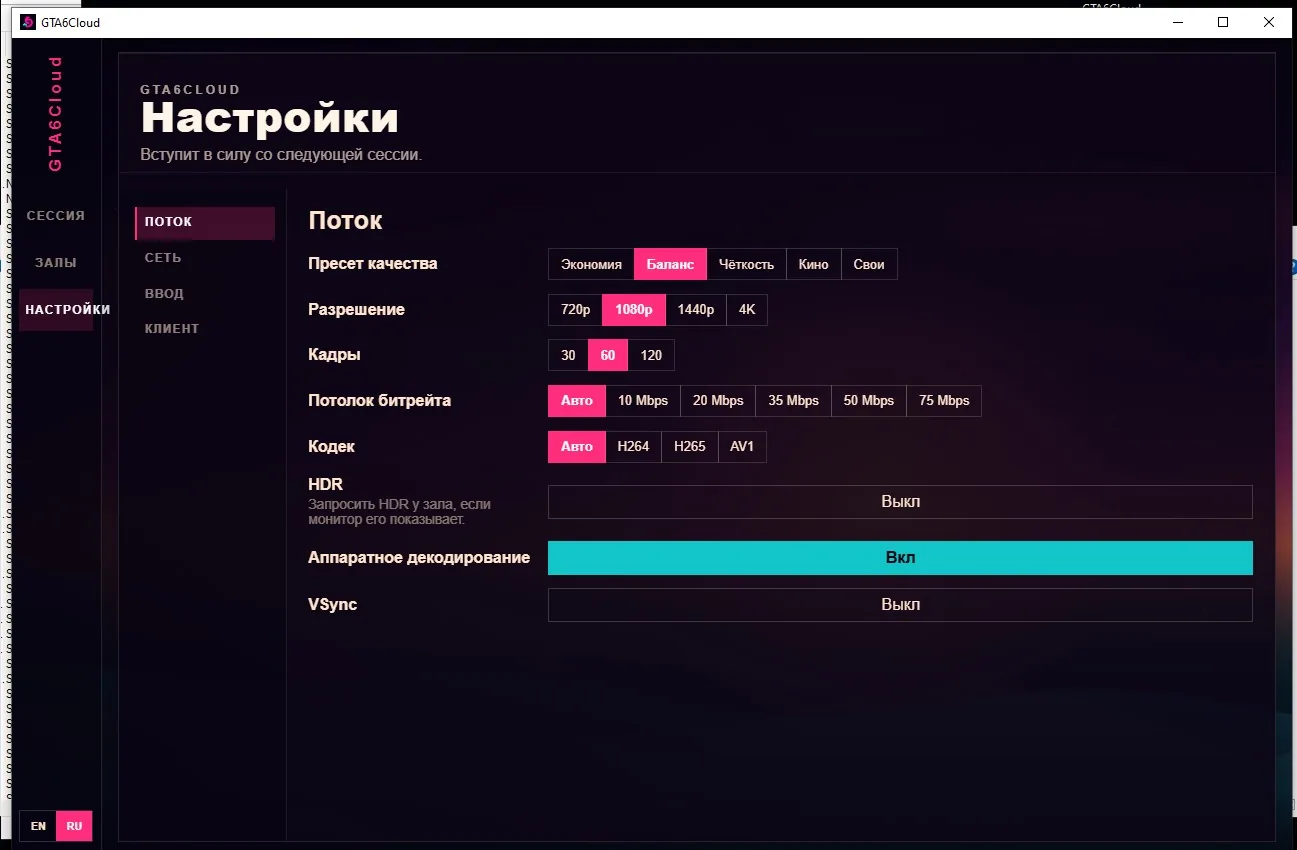 GTA6Cloud
GTA6Cloud
GTA6CLOUD
Настройки
Вступит в силу со следующей сессии.
СЕССИЯ
ЗАЛЫ
НАСТРОЙКИ
ПОТОК
СЕТЬ
ВВОД
КЛИЕНТ
Поток
Пресет качества
Экономия Баланс Чёткость Кино Свои
Разрешение
720p 1080p 1440p 4K
Кадры
30 60 120
Потолок битрейта
Авто 10 Mbps 20 Mbps 35 Mbps 50 Mbps 75 Mbps
Кодек
Авто H264 H265 AV1
HDR
Запросить HDR у зала, если
монитор его показывает.
Выкл
Аппаратное декодирование
Вкл
VSync
Выкл
EN RU